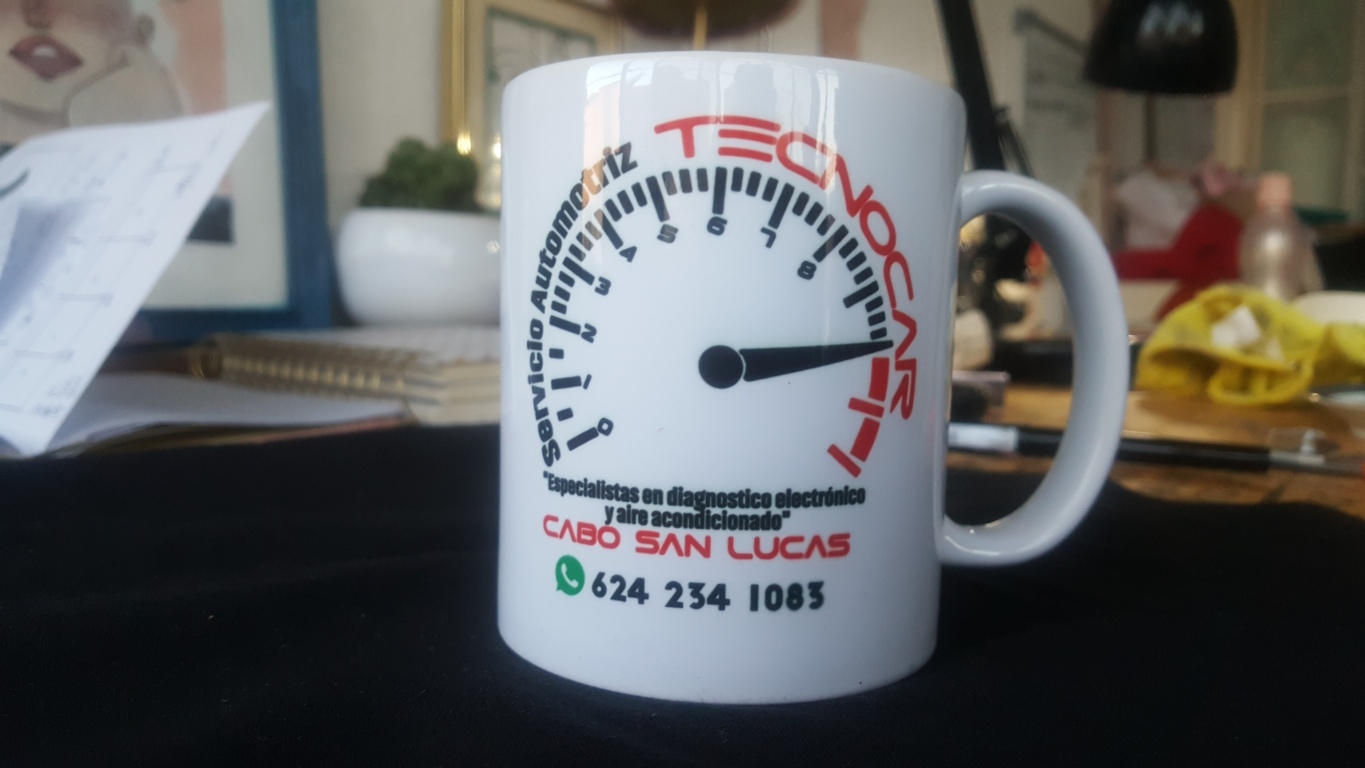 Servicio Automotriz
TECNOCAR
0
1
2
3
4
5
6
7
8
"Especialistas en diagnostico electrónico
y aire acondicionado"
CABO SAN LUCAS
624 234 1083